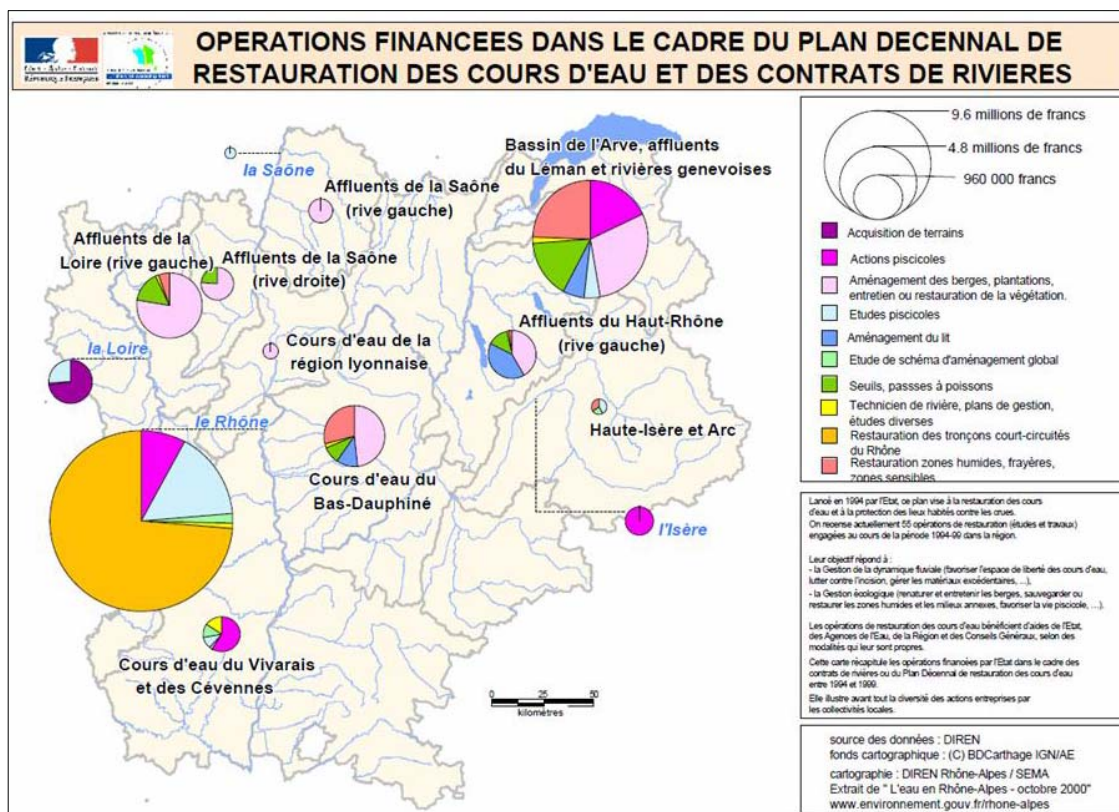 OPERATIONS FINANCEES DANS LE CADRE DU PLAN DECENNAL DE
RESTAURATION DES COURS D'EAU ET DES CONTRATS DE RIVIERES
la Saône
Affluents de la Saône
(rive gauche)
Bassin de l'Arve, affluents
du Léman et rivières genevoises
Affluents de la
Loire (rive gauche)
Affluents de la Saône
(rive droite)
la Loire
Cours d'eau de la
région lyonnaise
Affluents du Haut-Rhône
(rive gauche)
le Rhône
Haute-Isère et Arc
Cours d'eau du
Bas-Dauphiné
l'Isère
Cours d'eau du Vivarais
et des Cévennes
0 25 50
kilomètres
9.6 millions de francs
4.8 millions de francs
960 000 francs
Acquisition de terrains
Actions piscicoles
Aménagement des berges, plantations,
entretien ou restauration de la végétation.
Etudes piscicoles
Aménagement du lit
Etude de schéma d'aménagement global
Seuils, passses à poissons
Technicien de rivière, plans de gestion,
études diverses
Restauration des tronçons court-circuités
du Rhône
Restauration zones humides, frayères,
zones sensibles
Lancé en 1994 par l'Etat, ce plan vise à la restauration des cours
d'eau et à la protection des lieux habités contre les crues.
On recense actuellement 55 opérations de restauration (études et travaux)
engagées au cours de la période 1994-99 dans la région.
Leur objectif répond à :
- la Gestion de la dynamique fluviale (favoriser l'espace de liberté des cours d'eau,
lutter contre l'incision, gérer les matériaux excédentaires, ...),
- la Gestion écologique (renaturer et entretenir les berges, sauvegarder ou
restaurer les zones humides et les milieux annexes, favoriser la vie piscicole, ...).
Les opérations de restauration des cours d'eau bénéficient d'aides de l'Etat,
des Agences de l'Eau, de la Région et des Conseils Généraux, selon des
modalités qui leur sont propres.
Cette carte récapitule les opérations financées par l'Etat dans le cadre des
contrats de rivières ou du Plan Décennal de restauration des cours d'eau
entre 1994 et 1999.
Elle illustre avant tout la diversité des actions entreprises par
les collectivités locales.
source des données : DIREN
fonds cartographique : (C) BDCarthage IGN/AE
cartographie : DIREN Rhône-Alpes / SEMA
Extrait de " L'eau en Rhône-Alpes - octobre 2000"
www.environnement.gouv.fr/rhone-alpes